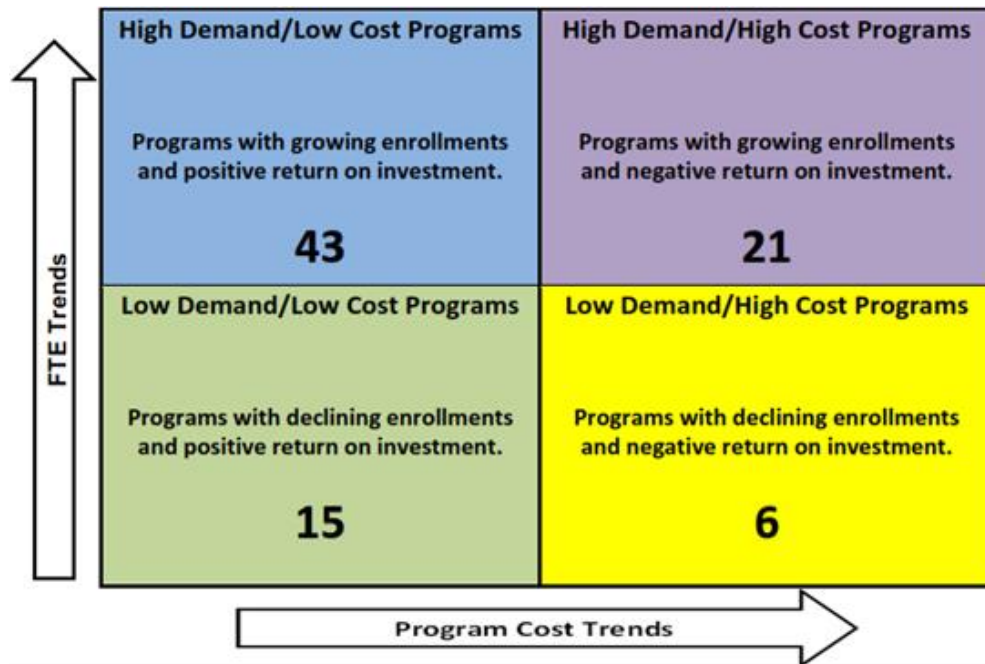 High Demand/Low Cost Programs
Programs with growing enrollments
and positive return on investment.
43
High Demand/High Cost Programs
Programs with growing enrollments
and negative return on investment.
21
Low Demand/Low Cost Programs
Programs with declining enrollments
and positive return on investment.
15
Low Demand/High Cost Programs
Programs with declining enrollments
and negative return on investment.
6
FTE Trends
Program Cost Trends